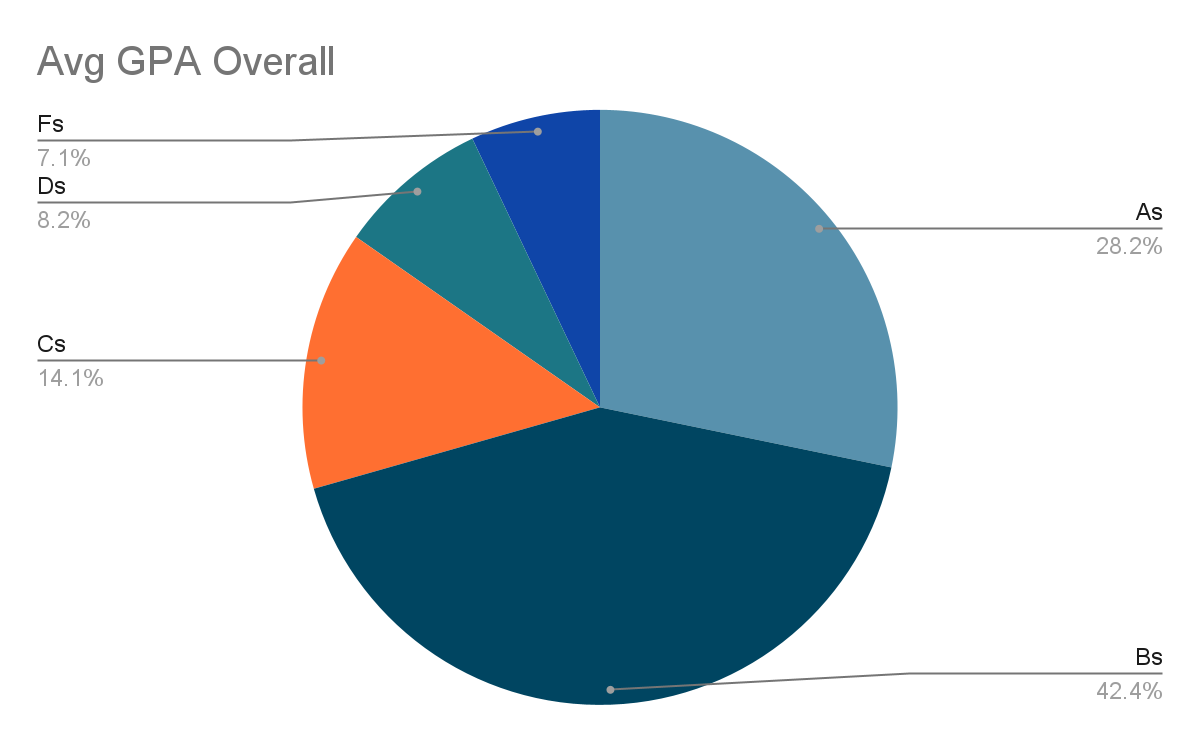 Avg GPA Overall
Fs
7.1%
Ds
8.2%
As
28.2%
Cs
14.1%
Bs
42.4%